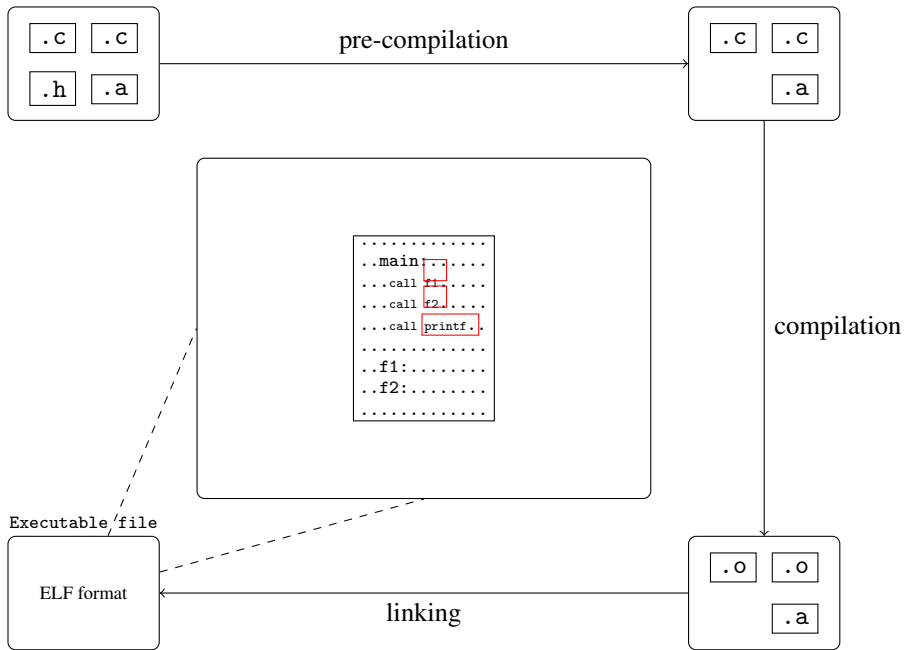 .c .c
.h .a
pre-compilation
.c .c
.a
.............
..main:......
...call f1.....
...call f2.....
...call printf..
.............
..f1:........
..f2:........
.............
compilation
Executable file
ELF format
linking
.o .o
.a